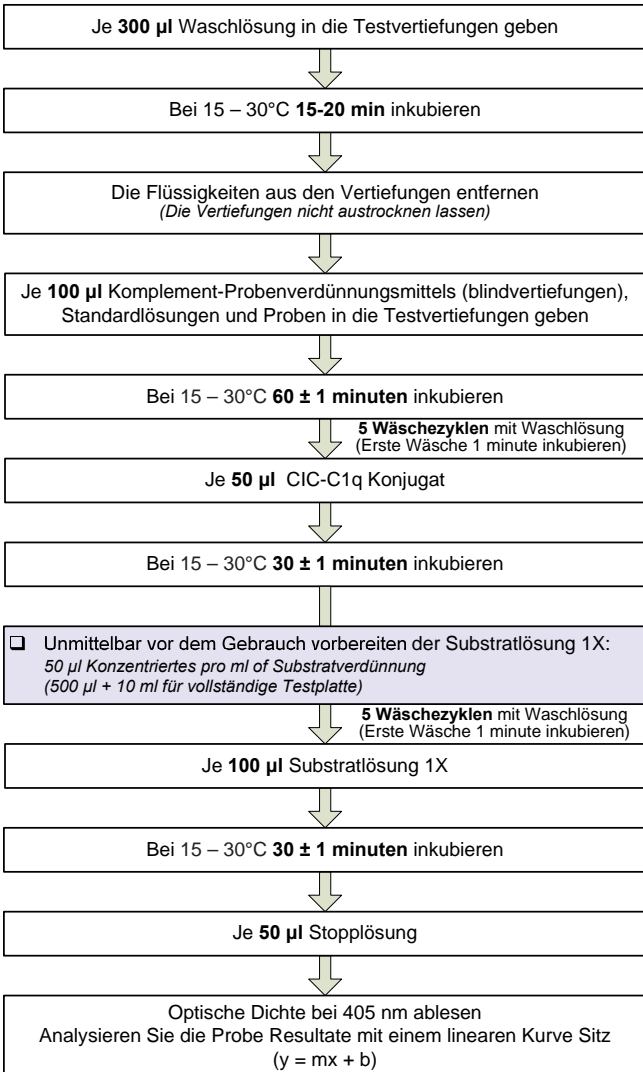 Je 300 µl Waschlösung in die Testvertiefungen geben
Bei 15 – 30°C 15-20 min inkubieren
Die Flüssigkeiten aus den Vertiefungen entfernen
(Die Vertiefungen nicht austrocknen lassen)
Je 100 µl Komplement-Probenverdünnungsmittels (blindvertiefungen),
Standardlösungen und Proben in die Testvertiefungen geben
Bei 15 – 30°C 60 ± 1 minuten inkubieren
5 Wäschezyklen mit Waschlösung
(Erste Wäsche 1 minute inkubieren)
Je 50 µl CIC-C1q Konjugat
Bei 15 – 30°C 30 ± 1 minuten inkubieren
❑ Unmittelbar vor dem Gebrauch vorbereiten der Substratlösung 1X:
50 µl Konzentriertes pro ml of Substratverdünnung
(500 µl + 10 ml für vollständige Testplatte)
5 Wäschezyklen mit Waschlösung
(Erste Wäsche 1 minute inkubieren)
Je 100 µl Substratlösung 1X
Bei 15 – 30°C 30 ± 1 minuten inkubieren
Je 50 µl Stopplösung
Optische Dichte bei 405 nm ablesen
Analysieren Sie die Probe Resultate mit einem linearen Kurve Sitz
(y = mx + b)